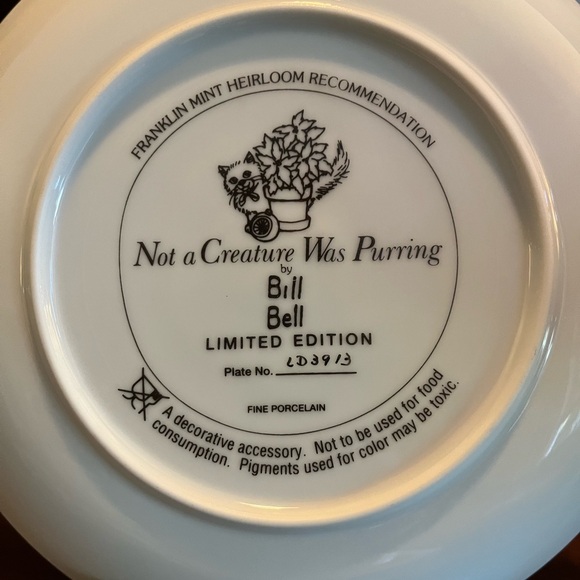 FRANKLIN MINT HEIRLOOM RECOMMENDATION
Not a Creature Was Purring
by
Bill
Bell
LIMITED EDITION
Plate No. LD3913
FINE PORCELAIN
A decorative accessory. Not to be used for food
consumption. Pigments used for color may be toxic.